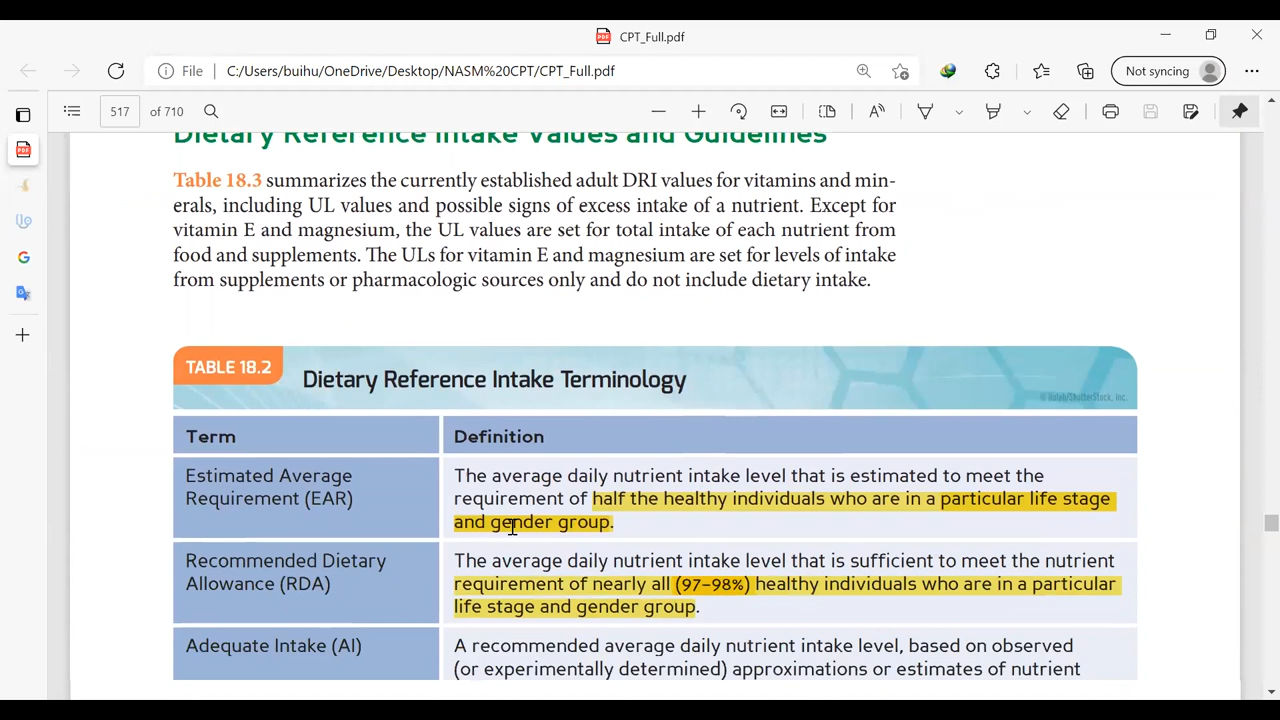 CPT_Full.pdf
File C:/Users/buihu/OneDrive/Desktop/NASM%20CPT/CPT_Full.pdf
Not syncing
517 of 710
Dietary Reference Intake Values and Guidelines
Table 18.3 summarizes the currently established adult DRI values for vitamins and min-
erals, including UL values and possible signs of excess intake of a nutrient. Except for
vitamin E and magnesium, the UL values are set for total intake of each nutrient from
food and supplements. The ULs for vitamin E and magnesium are set for levels of intake
from supplements or pharmacologic sources only and do not include dietary intake.
TABLE 18.2
Dietary Reference Intake Terminology
Term Definition
Estimated Average
Requirement (EAR)
The average daily nutrient intake level that is estimated to meet the
requirement of half the healthy individuals who are in a particular life stage
and gender group.
Recommended Dietary
Allowance (RDA)
The average daily nutrient intake level that is sufficient to meet the nutrient
requirement of nearly all (97–98%) healthy individuals who are in a particular
life stage and gender group.
Adequate Intake (AI)
A recommended average daily nutrient intake level, based on observed
(or experimentally determined) approximations or estimates of nutrient